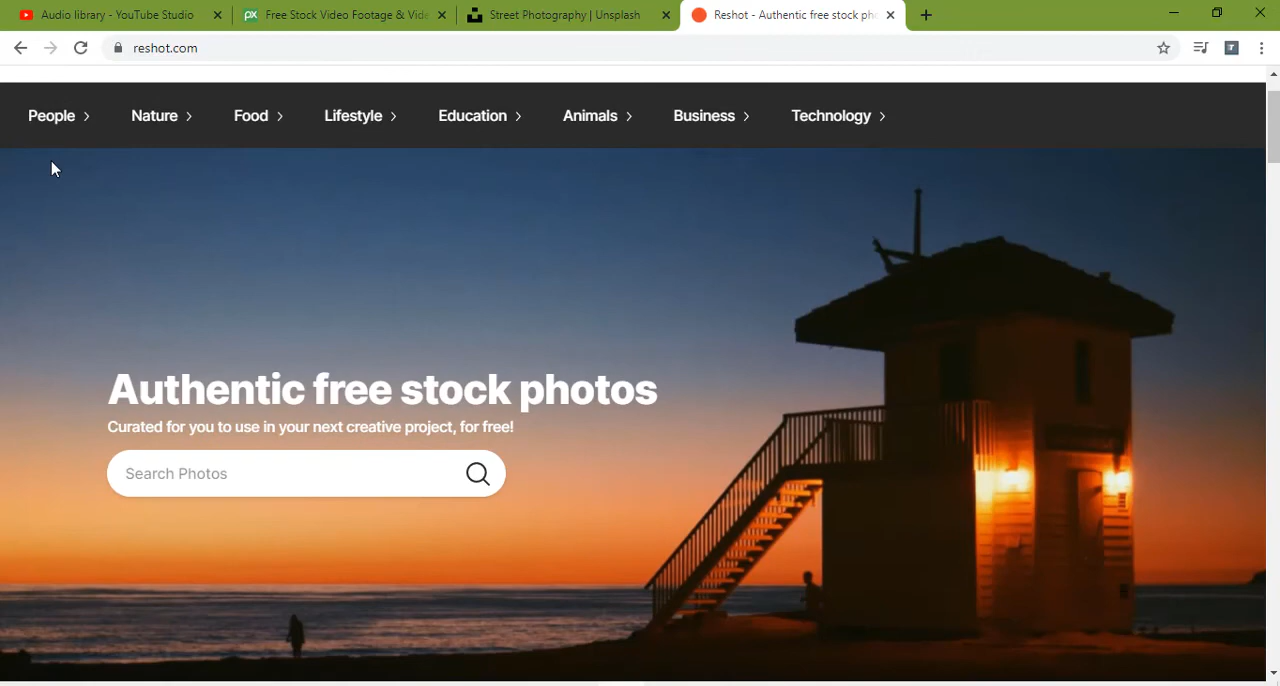 Audio library - YouTube Studio
PX Free Stock Video Footage & Vide
Street Photography | Unsplash
Reshot - Authentic free stock pho
reshot.com
People
Nature
Food
Lifestyle
Education
Animals
Business
Technology
Authentic free stock photos
Curated for you to use in your next creative project, for free!
Search Photos